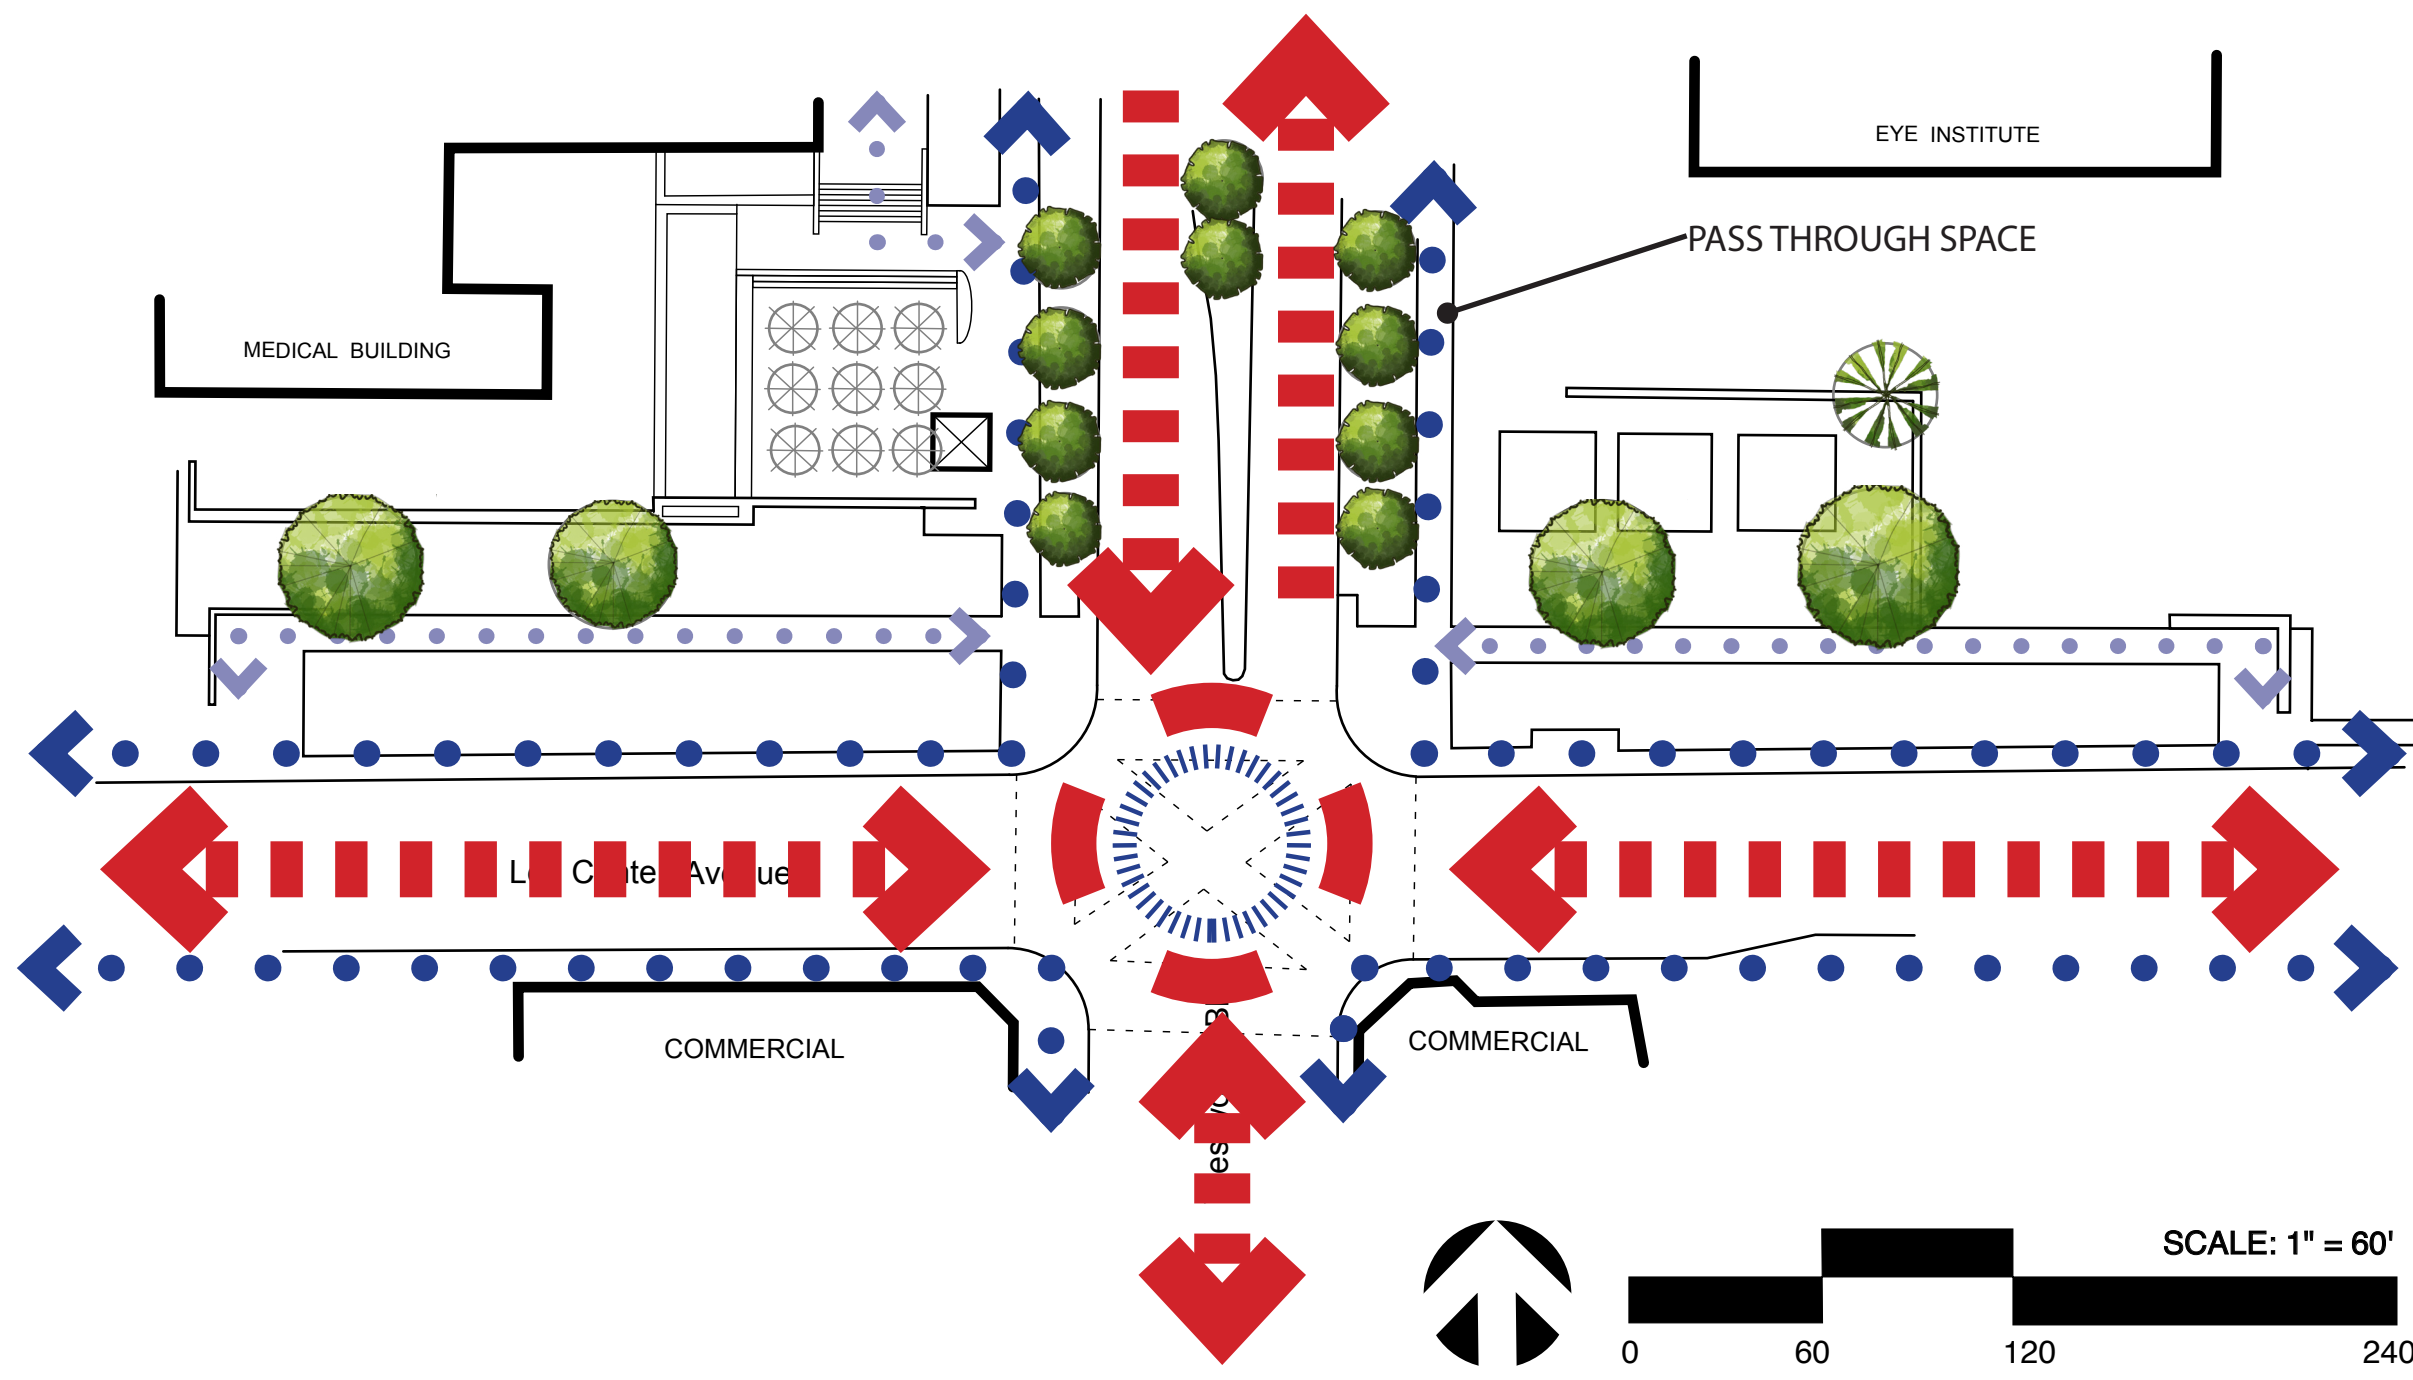 EYE INSTITUTE
PASS THROUGH SPACE
MEDICAL BUILDING
COMMERCIAL
COMMERCIAL
SCALE: 1" = 60'
0 60 120 240